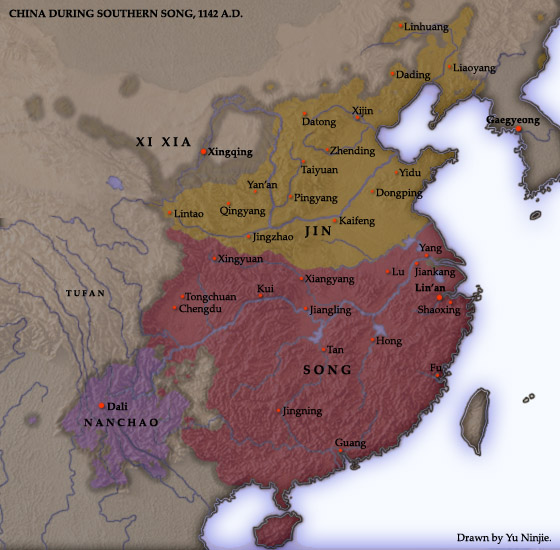 CHINA DURING SOUTHERN SONG, 1142 A.D.
Linhuang
Dading
Liaoyang
Datong
Xijin
Gaegyeong
XI XIA
Xingqing
Zhending
Taiyuan
Yidu
Yan'an
Pingyang
Dongping
Lintao
Qingyang
Kaifeng
JIN
Jingzhao
Yang
Xingyuan
Lu
Jiankang
Xiangyang
TUFAN
Kui
Lin'an
Tongchuan
Chengdu
Jiangling
Shaoxing
Hong
Tan
SONG
Fu
Dali
Jingning
NANCHAO
Guang
Drawn by Yu Ninjie.